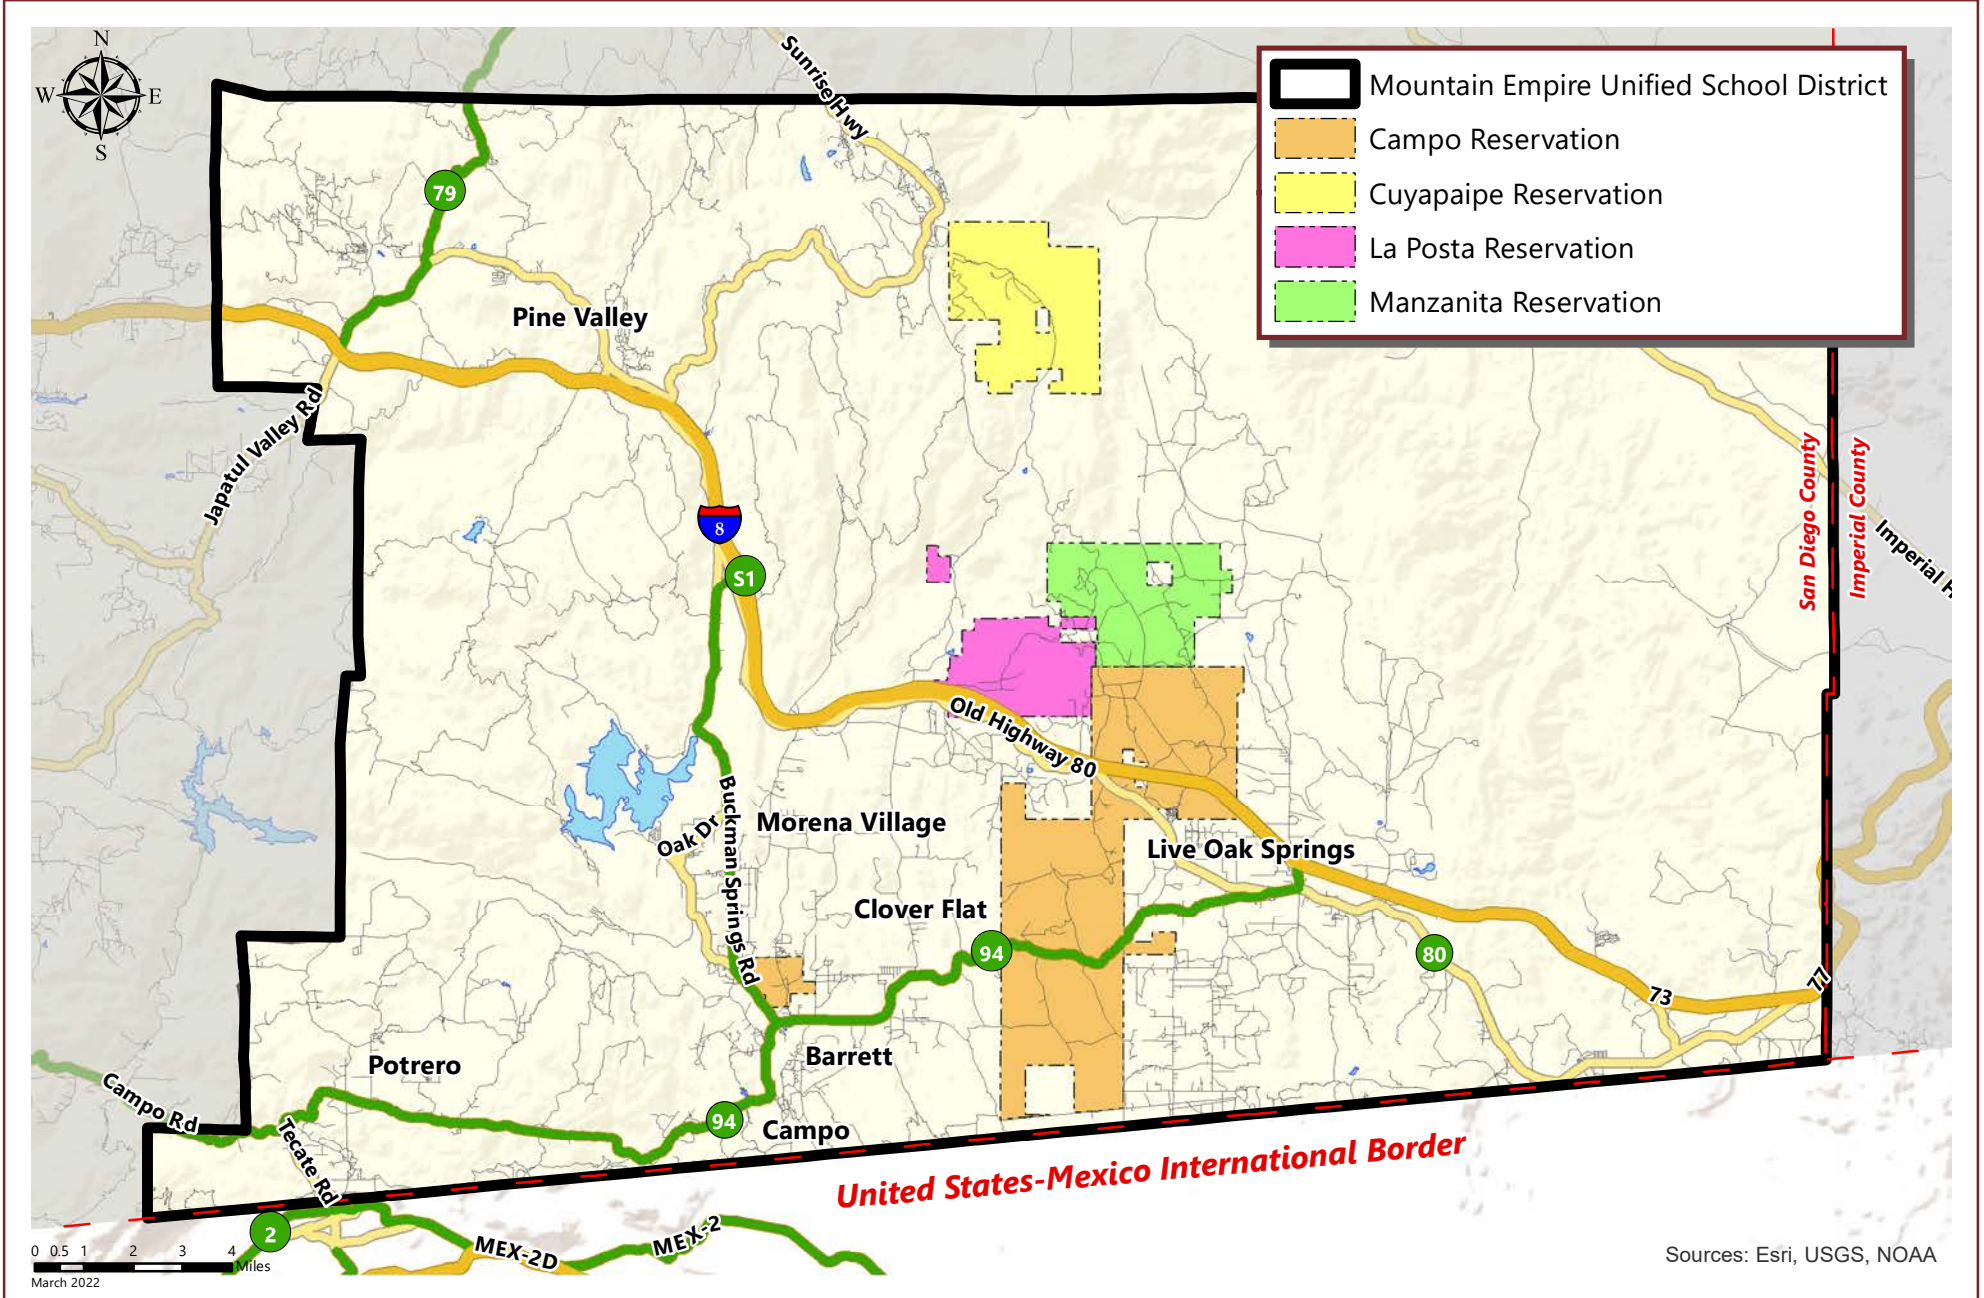 N
W E
S
Sunrise Hwy
Mountain Empire Unified School District
Campo Reservation
Cuyapaipe Reservation
La Posta Reservation
Manzanita Reservation
79
Pine Valley
Japatul Valley Rd
8
S1
San Diego County
Imperial County
Imperial H
Old Highway 80
Buckman Springs Rd
Oak Dr
Morena Village
Live Oak Springs
Clover Flat
94
80
73
77
Barrett
Potrero
Campo Rd
Tecate Rd
94
Campo
United States-Mexico International Border
2
MEX-2D
MEX-2
0 0.5 1 2 3 4
Miles
March 2022
Sources: Esri, USGS, NOAA